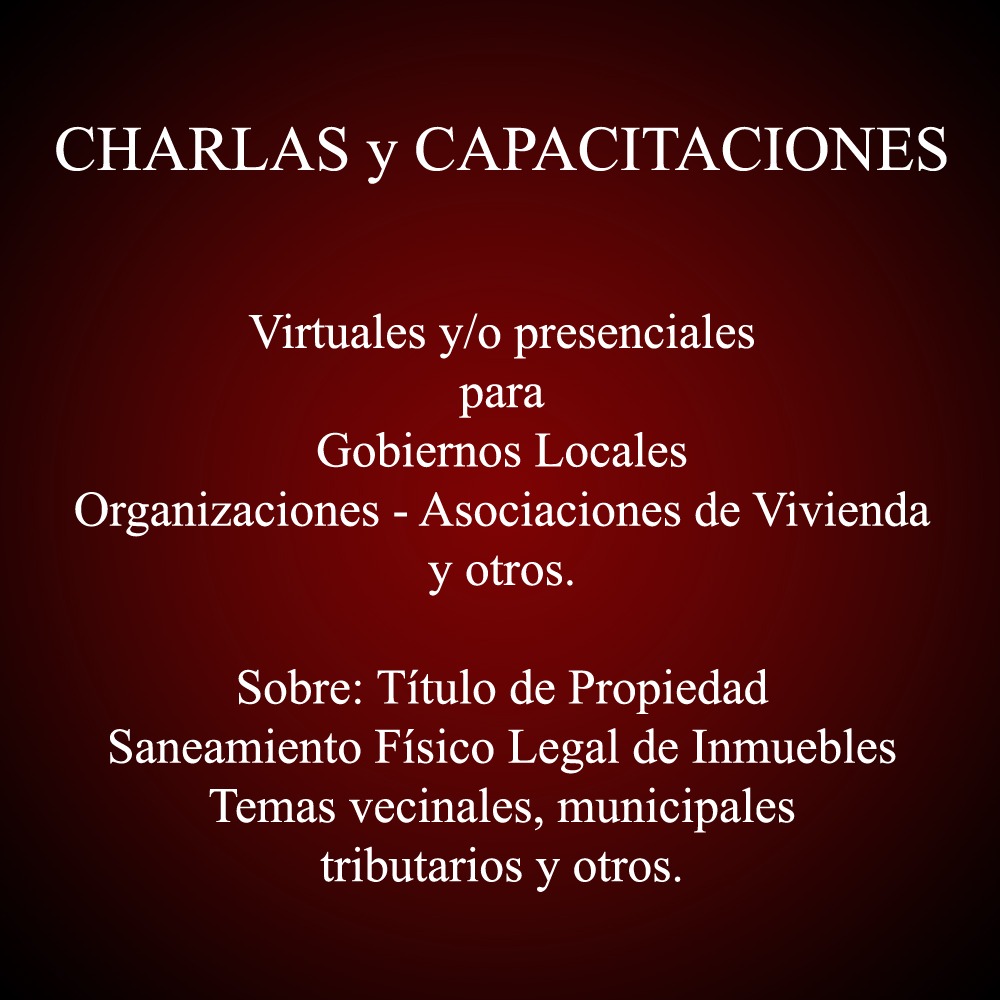 CHARLAS y CAPACITACIONES
Virtuales y/o presenciales
para
Gobiernos Locales
Organizaciones - Asociaciones de Vivienda
y otros.
Sobre: Título de Propiedad
Saneamiento Físico Legal de Inmuebles
Temas vecinales, municipales
tributarios y otros.